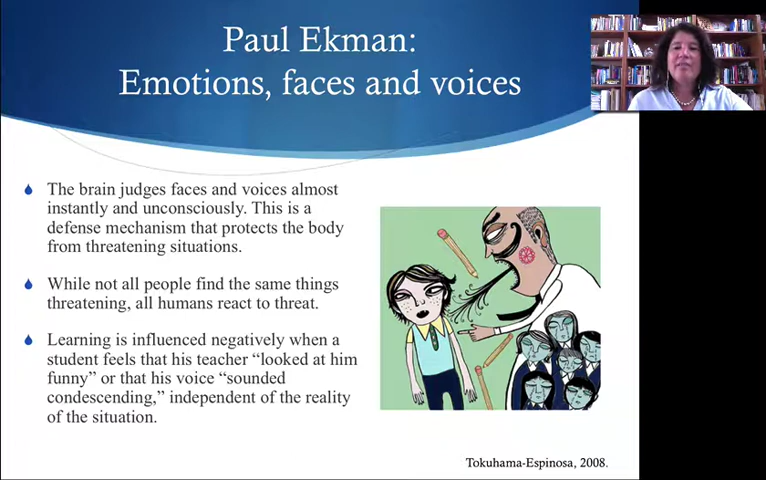 Paul Ekman:
Emotions, faces and voices
The brain judges faces and voices almost
instantly and unconsciously. This is a
defense mechanism that protects the body
from threatening situations.
While not all people find the same things
threatening, all humans react to threat.
Learning is influenced negatively when a
student feels that his teacher “looked at him
funny” or that his voice “sounded
condescending,” independent of the reality
of the situation.
Tokuhama-Espinosa, 2008.